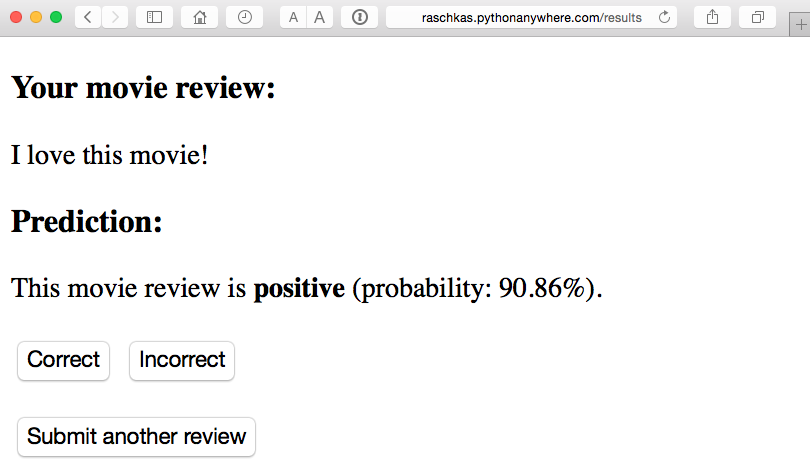 A A raschkas.pythonanywhere.com/results
Your movie review:
I love this movie!
Prediction:
This movie review is positive (probability: 90.86%).
Correct Incorrect
Submit another review